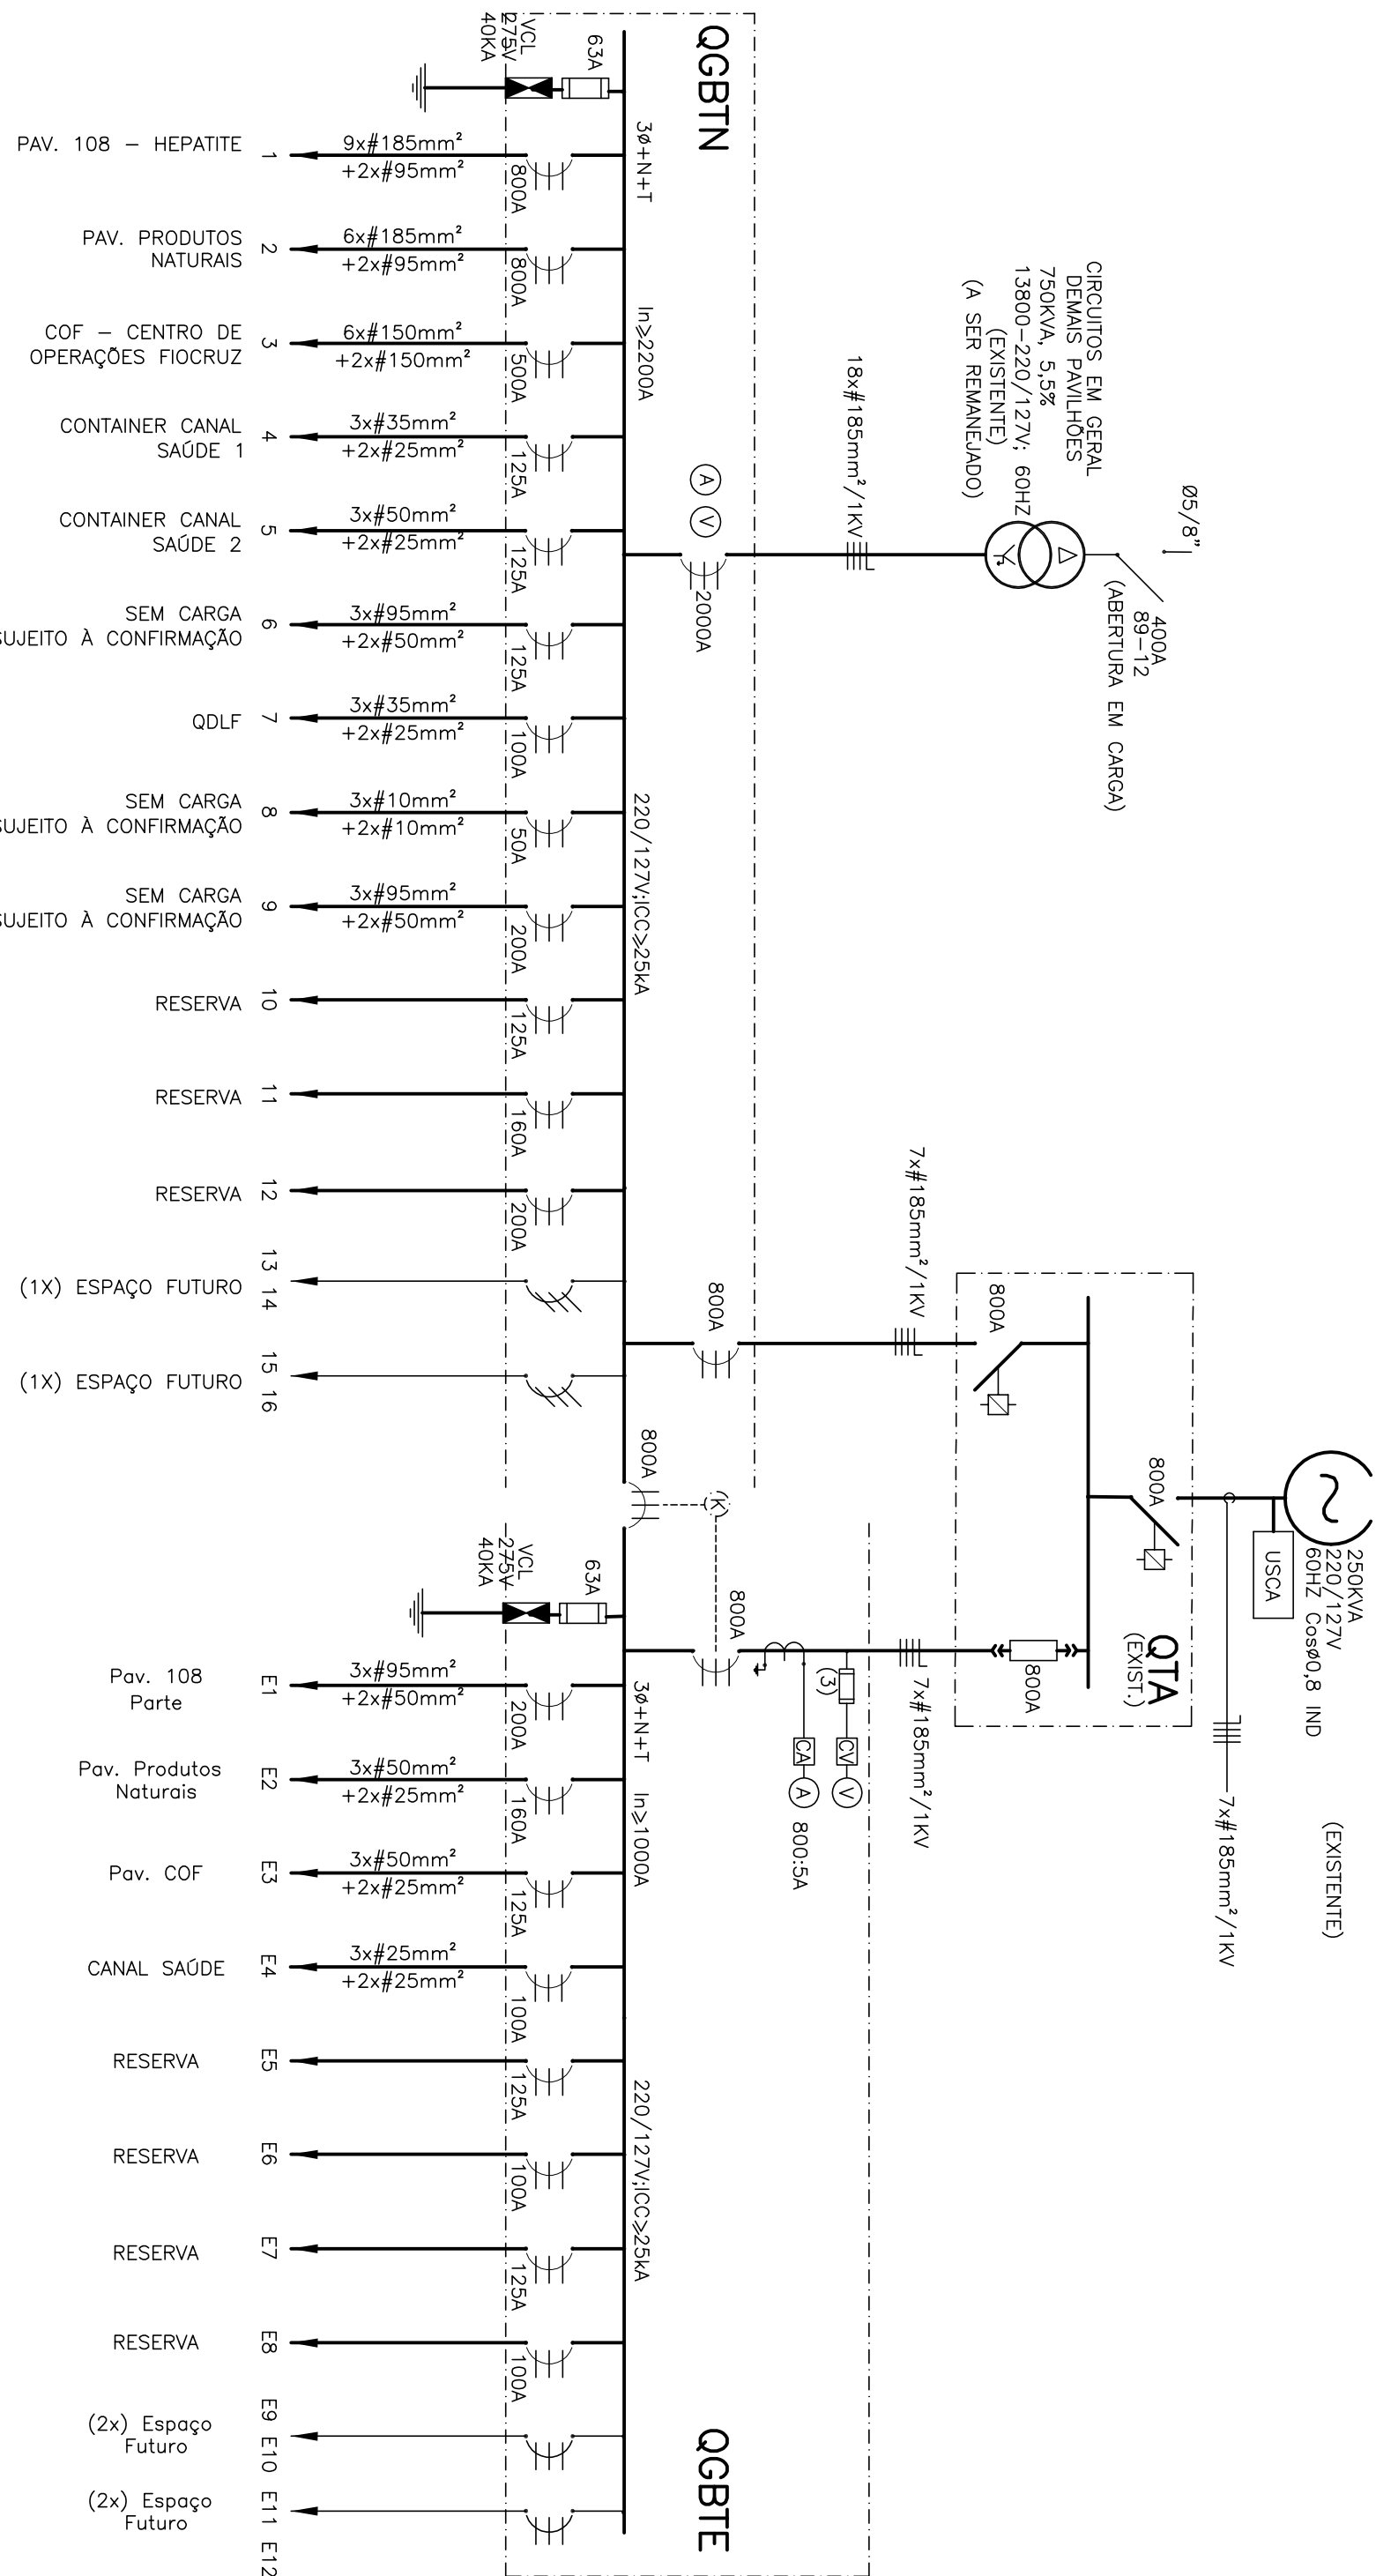 QGBTN
3ø+N+T
In≥2200A
220/127V;ICC≥25kA
63A
VCL
275V
40KA
CIRCUITOS EM GERAL
DEMAIS PAVILHÕES
750KVA, 5,5%
13800-220/127V; 60HZ
(EXISTENTE)
(A SER REMANEJADO)
Ø5/8"
400A
89-12
(ABERTURA EM CARGA)
18x#185mm²/1KV
2000A
A
V
PAV. 108 - HEPATITE
1
9x#185mm²
+2x#95mm²
800A
PAV. PRODUTOS
NATURAIS
2
6x#185mm²
+2x#95mm²
800A
COF - CENTRO DE
OPERAÇÕES FIOCRUZ
3
6x#150mm²
+2x#150mm²
500A
CONTAINER CANAL
SAÚDE 1
4
3x#35mm²
+2x#25mm²
125A
CONTAINER CANAL
SAÚDE 2
5
3x#50mm²
+2x#25mm²
125A
SEM CARGA
SUJEITO À CONFIRMAÇÃO
6
3x#95mm²
+2x#50mm²
125A
QDLF
7
3x#35mm²
+2x#25mm²
100A
SEM CARGA
SUJEITO À CONFIRMAÇÃO
8
3x#10mm²
+2x#10mm²
50A
SEM CARGA
SUJEITO À CONFIRMAÇÃO
9
3x#95mm²
+2x#50mm²
200A
RESERVA
10
125A
RESERVA
11
160A
RESERVA
12
200A
(1X) ESPAÇO FUTURO
13 14
(1X) ESPAÇO FUTURO
15 16
800A
7x#185mm²/1KV
800A
800A
K
250KVA
220/127V
60HZ Cosø0,8 IND
(EXISTENTE)
USCA
7x#185mm²/1KV
800A
QTA
(EXIST.)
800A
7x#185mm²/1KV
(3)
CV
V
CA
A
800:5A
800A
63A
VCL
275V
40KA
3ø+N+T
In≥1000A
220/127V;ICC≥25kA
QGBTE
Pav. 108
Parte
E1
3x#95mm²
+2x#50mm²
200A
Pav. Produtos
Naturais
E2
3x#50mm²
+2x#25mm²
160A
Pav. COF
E3
3x#50mm²
+2x#25mm²
125A
CANAL SAÚDE
E4
3x#25mm²
+2x#25mm²
100A
RESERVA
E5
125A
RESERVA
E6
100A
RESERVA
E7
125A
RESERVA
E8
100A
(2x) Espaço
Futuro
E9 E10
(2x) Espaço
Futuro
E11 E12